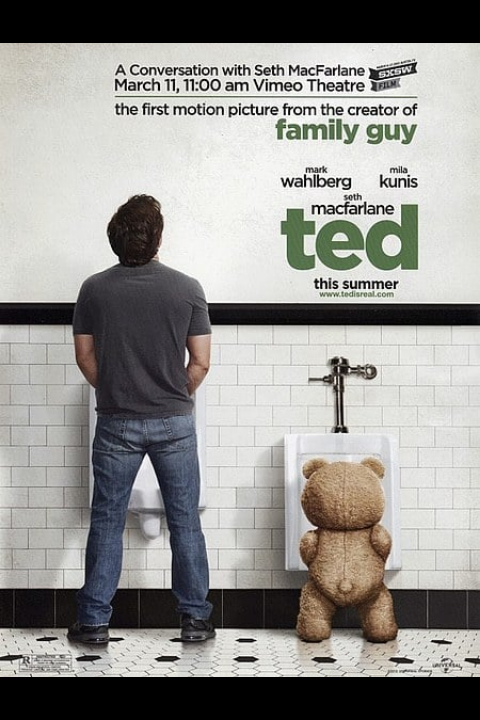 A Conversation with Seth MacFarlane
March 11, 11:00 am Vimeo Theatre
SXSW
FILM
the first motion picture from the creator of
family guy
mark
wahlberg
mila
kunis
seth
macfarlane
ted
this summer
www.tedisreal.com
R
UNIVERSAL